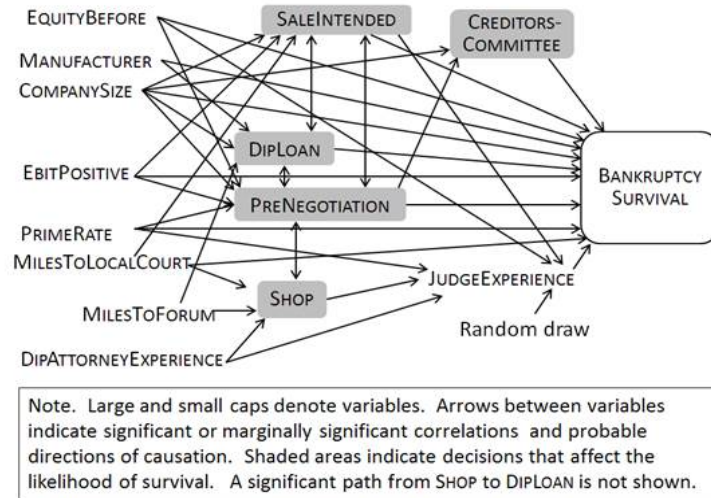 EQUITYBEFORE
SALEINTENDED
CREDITORS-
COMMITTEE
MANUFACTURER
COMPANYSIZE
DIPLOAN
EBITPOSITIVE
PRENEGOTIATION
BANKRUPTCY
SURVIVAL
PRIMERATE
MILESTOLOCALCOURT
SHOP
JUDGEEXPERIENCE
MILESTOFORUM
Random draw
DIPATTORNEYEXPERIENCE
Note. Large and small caps denote variables. Arrows between variables
indicate significant or marginally significant correlations and probable
directions of causation. Shaded areas indicate decisions that affect the
likelihood of survival. A significant path from SHOP to DIPLOAN is not shown.